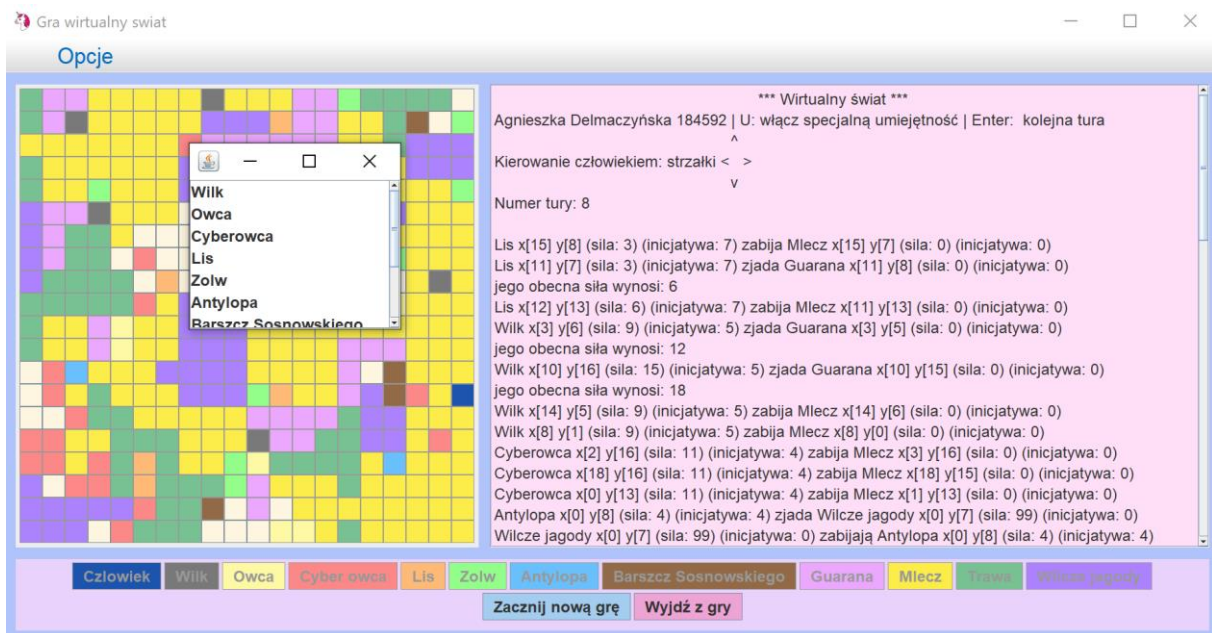 Gra wirtualny swiat
Opcje
Wilk
Owca
Cyberowca
Lis
Zolw
Antylopa
Barszcz Sosnowskiego
*** Wirtualny świat ***
Agnieszka Delmaczyńska 184592 | U: włącz specjalną umiejętność | Enter: kolejna tura
^
Kierowanie człowiekiem: strzałki < >
v
Numer tury: 8
Lis x[15] y[8] (sila: 3) (inicjatywa: 7) zabija Mlecz x[15] y[7] (sila: 0) (inicjatywa: 0)
Lis x[11] y[7] (sila: 3) (inicjatywa: 7) zjada Guarana x[11] y[8] (sila: 0) (inicjatywa: 0)
jego obecna siła wynosi: 6
Lis x[12] y[13] (sila: 6) (inicjatywa: 7) zabija Mlecz x[11] y[13] (sila: 0) (inicjatywa: 0)
Wilk x[3] y[6] (sila: 9) (inicjatywa: 5) zjada Guarana x[3] y[5] (sila: 0) (inicjatywa: 0)
jego obecna siła wynosi: 12
Wilk x[10] y[16] (sila: 15) (inicjatywa: 5) zjada Guarana x[10] y[15] (sila: 0) (inicjatywa: 0)
jego obecna siła wynosi: 18
Wilk x[14] y[5] (sila: 9) (inicjatywa: 5) zabija Mlecz x[14] y[6] (sila: 0) (inicjatywa: 0)
Wilk x[8] y[1] (sila: 9) (inicjatywa: 5) zabija Mlecz x[8] y[0] (sila: 0) (inicjatywa: 0)
Cyberowca x[2] y[16] (sila: 11) (inicjatywa: 4) zabija Mlecz x[3] y[16] (sila: 0) (inicjatywa: 0)
Cyberowca x[18] y[16] (sila: 11) (inicjatywa: 4) zabija Mlecz x[18] y[15] (sila: 0) (inicjatywa: 0)
Cyberowca x[0] y[13] (sila: 11) (inicjatywa: 4) zabija Mlecz x[1] y[13] (sila: 0) (inicjatywa: 0)
Antylopa x[0] y[8] (sila: 4) (inicjatywa: 4) zjada Wilcze jagody x[0] y[7] (sila: 99) (inicjatywa: 0)
Wilcze jagody x[0] y[7] (sila: 99) (inicjatywa: 0) zabijają Antylopa x[0] y[8] (sila: 4) (inicjatywa: 4)
Czlowiek Wilk Owca Cyber owca Lis Zolw Antylopa Barszcz Sosnowskiego Guarana Mlecz Trawa Wilcze jagody
Zacznij nową grę Wyjdź z gry